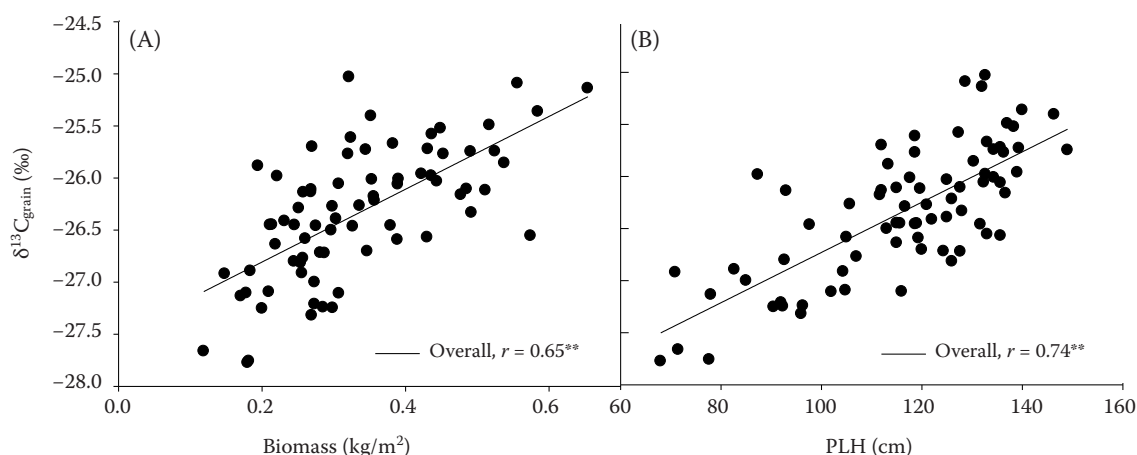 (A)
(B)
δ¹³C_grain (‰)
−24.5
−25.0
−25.5
−26.0
−26.5
−27.0
−27.5
−28.0
Overall, r = 0.65**
Overall, r = 0.74**
0.0 0.2 0.4 0.6
60 80 100 120 140 160
Biomass (kg/m²)
PLH (cm)